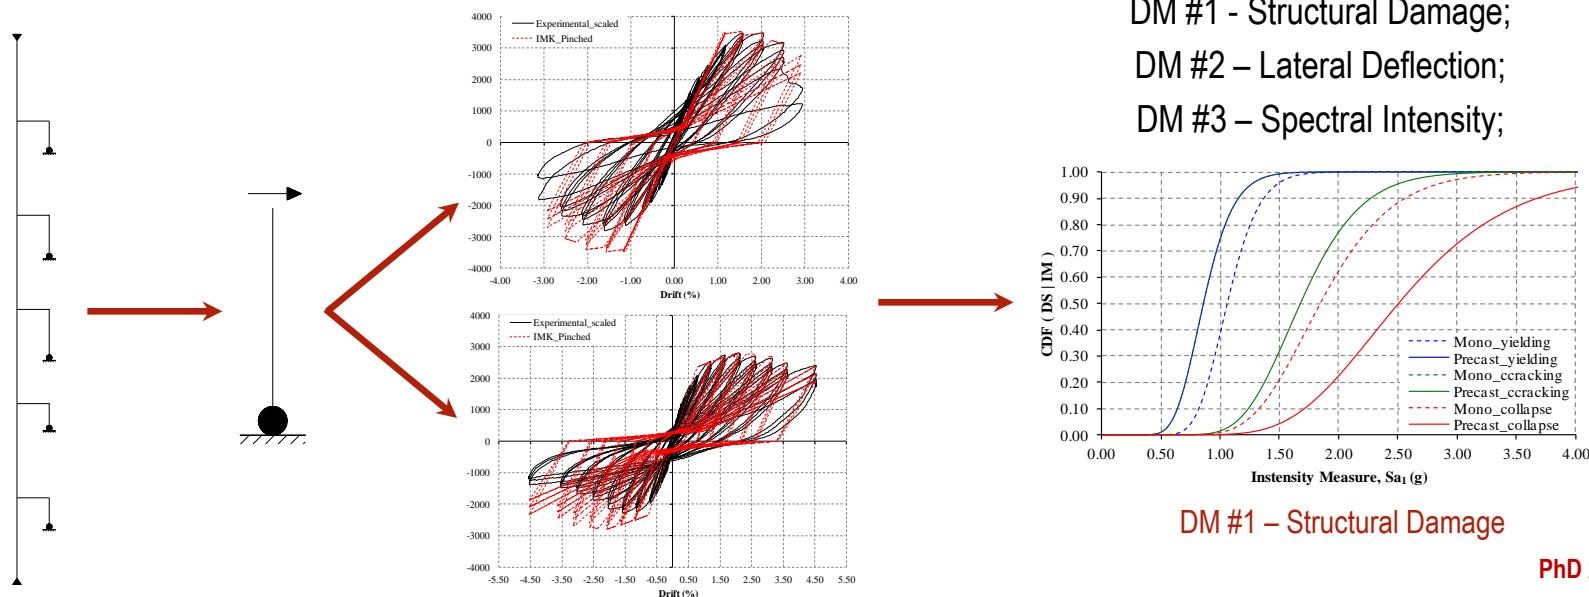 DM #1 - Structural Damage;
DM #2 – Lateral Deflection;
DM #3 – Spectral Intensity;
4000
3000
2000
1000
0
-1000
-2000
-3000
-4000
Experimental_scaled
IMK_Pinched
-4.00 -3.00 -2.00 -1.00 0.00 1.00 2.00 3.00 4.00
Drift (%)
4000
3000
2000
1000
0
-1000
-2000
-3000
-4000
Experimental_scaled
IMK_Pinched
-5.50 -4.50 -3.50 -2.50 -1.50 -0.50 0.50 1.50 2.50 3.50 4.50 5.50
Drift (%)
CDF ( DS | IM )
1.00
0.90
0.80
0.70
0.60
0.50
0.40
0.30
0.20
0.10
0.00
Mono_yielding
Precast_yielding
Mono_ccracking
Precast_ccracking
Mono_collapse
Precast_collapse
0.00 0.50 1.00 1.50 2.00 2.50 3.00 3.50 4.00
Instensity Measure, Sa₁ (g)
DM #1 – Structural Damage
PhD